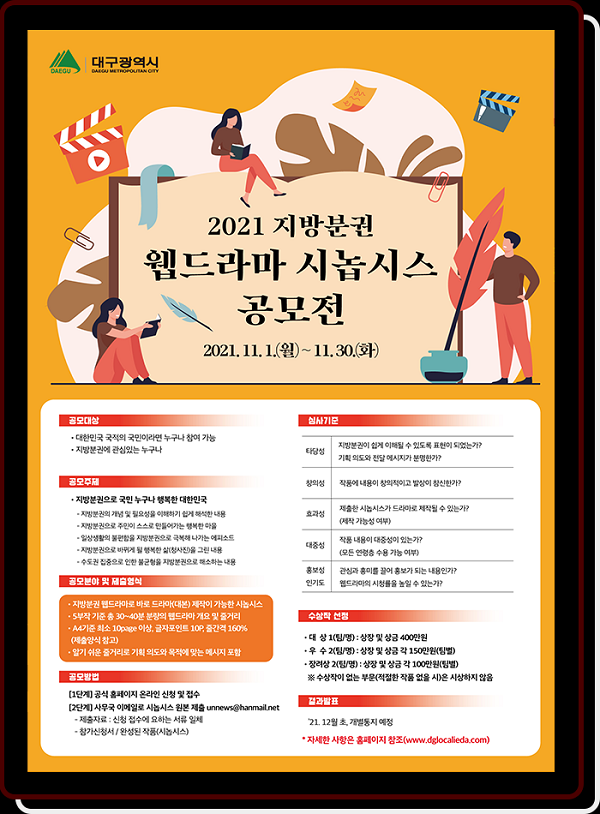 대구광역시
DAEGU
DAEGU METROPOLITAN CITY
2021 지방분권
웹드라마 시놉시스
공모전
2021. 11. 1.(월) ~ 11. 30.(화)
공모대상
• 대한민국 국적의 국민이라면 누구나 참여 가능
• 지방분권에 관심있는 누구나
공모주제
• 지방분권으로 국민 누구나 행복한 대한민국
- 지방분권의 개념 및 필요성을 이해하기 쉽게 해석한 내용
- 지방분권으로 주민이 스스로 만들어가는 행복한 마을
- 일상생활의 불편함을 지방분권으로 극복해 나가는 에피소드
- 지방분권으로 바뀌게 될 행복한 삶(청사진)을 그린 내용
- 수도권 집중으로 인한 불균형을 지방분권으로 해소하는 내용
공모분야 및 제출형식
• 지방분권 웹드라마로 바로 드라마(대본) 제작이 가능한 시놉시스
• 5부작 기준 총 30~40분 분량의 웹드라마 개요 및 줄거리
• A4기준 최소 10page 이상, 글자포인트 10P, 줄간격 160%
(제출양식 참고)
• 알기 쉬운 줄거리로 기획 의도와 목적에 맞는 메시지 포함
공모방법
[1단계] 공식 홈페이지 온라인 신청 및 접수
[2단계] 사무국 이메일로 시놉시스 원본 제출 unnews@hanmail.net
- 제출자료 : 신청 접수에 요하는 서류 일체
- 참가신청서 / 완성된 작품(시놉시스)
심사기준
타당성
지방분권이 쉽게 이해될 수 있도록 표현이 되었는가?
기획 의도와 전달 메시지가 분명한가?
창의성
작품에 내용이 창의적이고 발상이 참신한가?
효과성
제출한 시놉시스가 드라마로 제작될 수 있는가?
(제작 가능성 여부)
대중성
작품 내용이 대중성이 있는가?
(모든 연령층 수용 가능 여부)
홍보성
인기도
관심과 흥미를 끌어 홍보가 되는 내용인가?
웹드라마의 시청률을 높일 수 있는가?
수상작 선정
• 대 상 1(팀/명) : 상장 및 상금 400만원
• 우 수 2(팀/명) : 상장 및 상금 각 150만원(팀별)
• 장려상 2(팀/명) : 상장 및 상금 각 100만원(팀별)
※ 수상작이 없는 부문(적절한 작품 없을 시)은 시상하지 않음
결과발표
'21. 12월 초, 개별통지 예정
* 자세한 사항은 홈페이지 참조(www.dglocalieda.com)